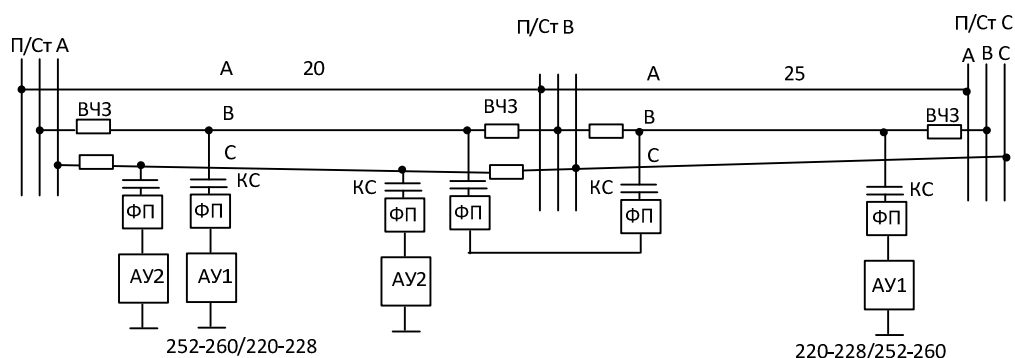 П/Ст А
П/Ст В
П/Ст С
А 20
А 25
А В С
ВЧЗ
В
ВЧЗ
В
ВЧЗ
С
С
КС
КС
КС
КС
ФП
ФП
ФП
ФП
ФП
ФП
АУ2
АУ1
АУ2
АУ1
252-260/220-228
220-228/252-260